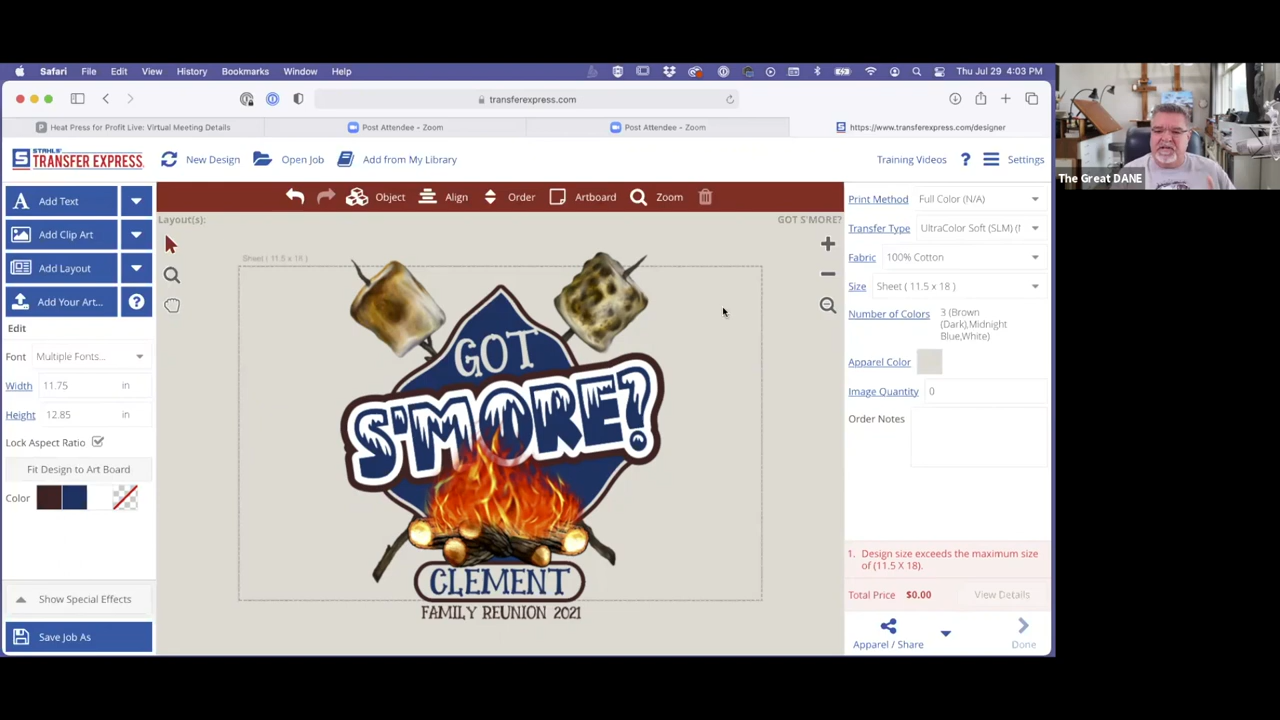 Safari File Edit View History Bookmarks Window Help Thu Jul 29 4:03 PM
transferexpress.com
Heat Press for Profit Live: Virtual Meeting Details
Post Attendee - Zoom
Post Attendee - Zoom
https://www.transferexpress.com/designer
STAHLS'
TRANSFER EXPRESS
New Design
Open Job
Add from My Library
Training Videos
?
Settings
Add Text
Add Clip Art
Add Layout
Add Your Art...
?
Object
Align
Order
Artboard
Zoom
Layout(s):
GOT S'MORE?
Sheet ( 11.5 x 18 )
GOT
S'MORE?
CLEMENT
FAMILY REUNION 2021
Edit
Font Multiple Fonts...
Width 11.75 in
Height 12.85 in
Lock Aspect Ratio
Fit Design to Art Board
Color
Show Special Effects
Save Job As
Print Method Full Color (N/A)
Transfer Type UltraColor Soft (SLM) (
Fabric 100% Cotton
Size Sheet ( 11.5 x 18 )
Number of Colors 3 (Brown
(Dark),Midnight
Blue,White)
Apparel Color
Image Quantity 0
Order Notes
1. Design size exceeds the maximum size
of (11.5 X 18).
Total Price $0.00 View Details
Apparel / Share
Done
The Great DANE